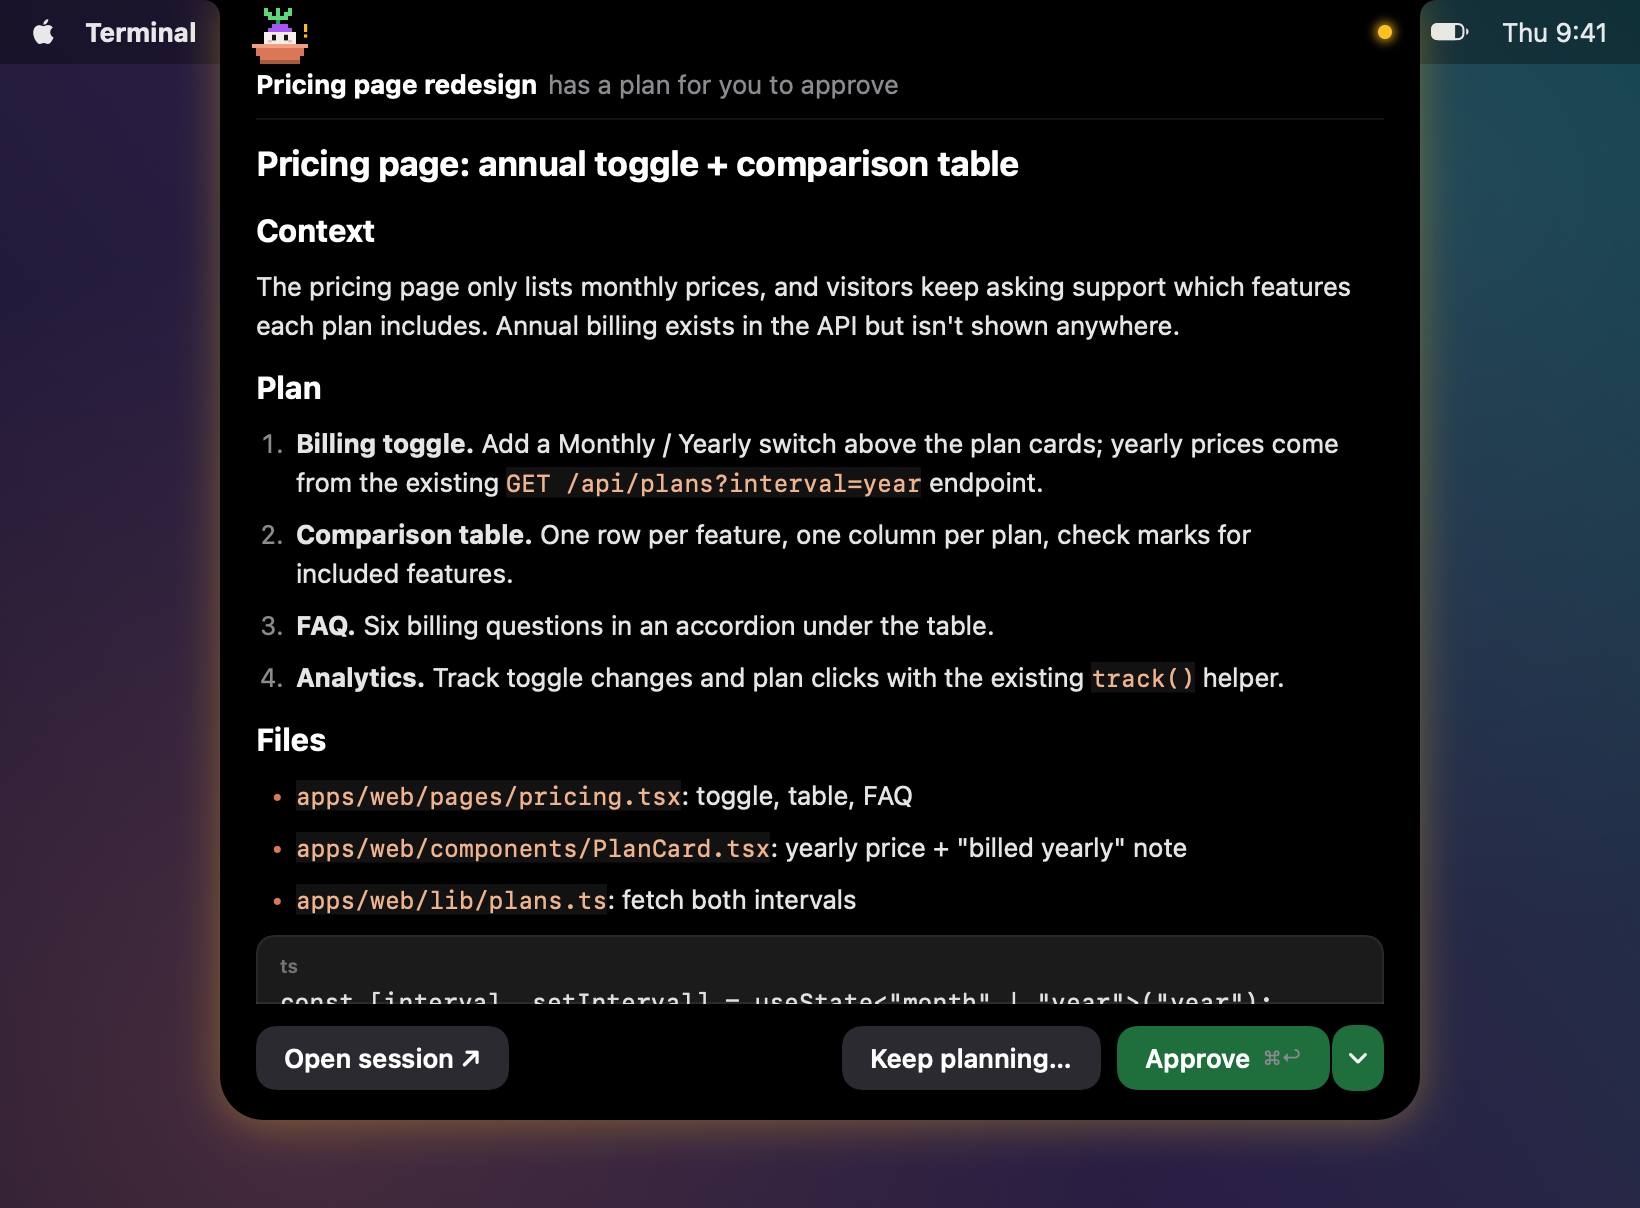 Terminal
Thu 9:41
Pricing page redesign has a plan for you to approve
Pricing page: annual toggle + comparison table
Context
The pricing page only lists monthly prices, and visitors keep asking support which features
each plan includes. Annual billing exists in the API but isn't shown anywhere.
Plan
1. Billing toggle. Add a Monthly / Yearly switch above the plan cards; yearly prices come
from the existing GET /api/plans?interval=year endpoint.
2. Comparison table. One row per feature, one column per plan, check marks for
included features.
3. FAQ. Six billing questions in an accordion under the table.
4. Analytics. Track toggle changes and plan clicks with the existing track() helper.
Files
• apps/web/pages/pricing.tsx: toggle, table, FAQ
• apps/web/components/PlanCard.tsx: yearly price + "billed yearly" note
• apps/web/lib/plans.ts: fetch both intervals
ts
const [interval, setInterval] = useState<"month" | "year">("year");
Open session ↗
Keep planning...
Approve ⌘↩